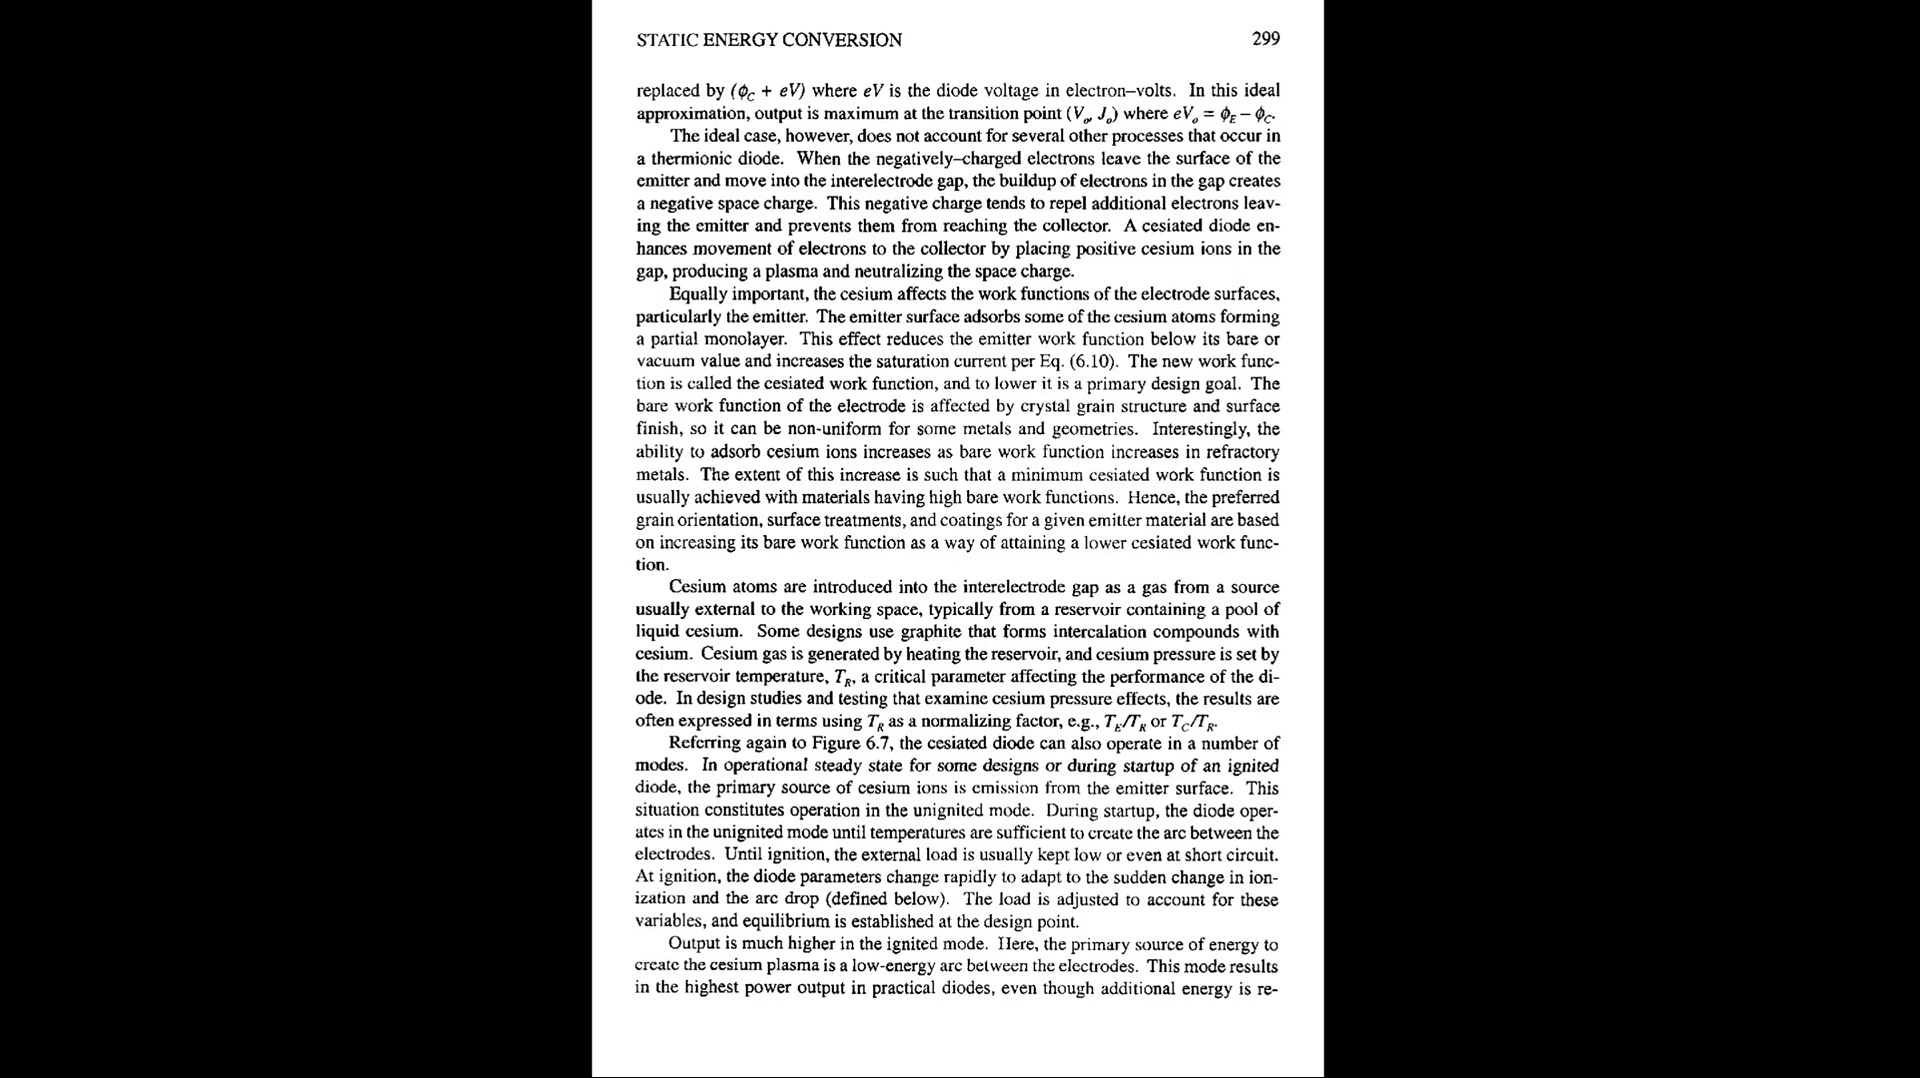 STATIC ENERGY CONVERSION 299
replaced by (ϕC + eV) where eV is the diode voltage in electron–volts. In this ideal
approximation, output is maximum at the transition point (Vo, Jo) where eVo = ϕE – ϕC.
The ideal case, however, does not account for several other processes that occur in
a thermionic diode. When the negatively–charged electrons leave the surface of the
emitter and move into the interelectrode gap, the buildup of electrons in the gap creates
a negative space charge. This negative charge tends to repel additional electrons leav-
ing the emitter and prevents them from reaching the collector. A cesiated diode en-
hances movement of electrons to the collector by placing positive cesium ions in the
gap, producing a plasma and neutralizing the space charge.
Equally important, the cesium affects the work functions of the electrode surfaces,
particularly the emitter. The emitter surface adsorbs some of the cesium atoms forming
a partial monolayer. This effect reduces the emitter work function below its bare or
vacuum value and increases the saturation current per Eq. (6.10). The new work func-
tion is called the cesiated work function, and to lower it is a primary design goal. The
bare work function of the electrode is affected by crystal grain structure and surface
finish, so it can be non-uniform for some metals and geometries. Interestingly, the
ability to adsorb cesium ions increases as bare work function increases in refractory
metals. The extent of this increase is such that a minimum cesiated work function is
usually achieved with materials having high bare work functions. Hence, the preferred
grain orientation, surface treatments, and coatings for a given emitter material are based
on increasing its bare work function as a way of attaining a lower cesiated work func-
tion.
Cesium atoms are introduced into the interelectrode gap as a gas from a source
usually external to the working space, typically from a reservoir containing a pool of
liquid cesium. Some designs use graphite that forms intercalation compounds with
cesium. Cesium gas is generated by heating the reservoir, and cesium pressure is set by
the reservoir temperature, TR, a critical parameter affecting the performance of the di-
ode. In design studies and testing that examine cesium pressure effects, the results are
often expressed in terms using TR as a normalizing factor, e.g., TE/TR or TC/TR.
Referring again to Figure 6.7, the cesiated diode can also operate in a number of
modes. In operational steady state for some designs or during startup of an ignited
diode, the primary source of cesium ions is emission from the emitter surface. This
situation constitutes operation in the unignited mode. During startup, the diode oper-
ates in the unignited mode until temperatures are sufficient to create the arc between the
electrodes. Until ignition, the external load is usually kept low or even at short circuit.
At ignition, the diode parameters change rapidly to adapt to the sudden change in ion-
ization and the arc drop (defined below). The load is adjusted to account for these
variables, and equilibrium is established at the design point.
Output is much higher in the ignited mode. Here, the primary source of energy to
create the cesium plasma is a low-energy arc between the electrodes. This mode results
in the highest power output in practical diodes, even though additional energy is re-